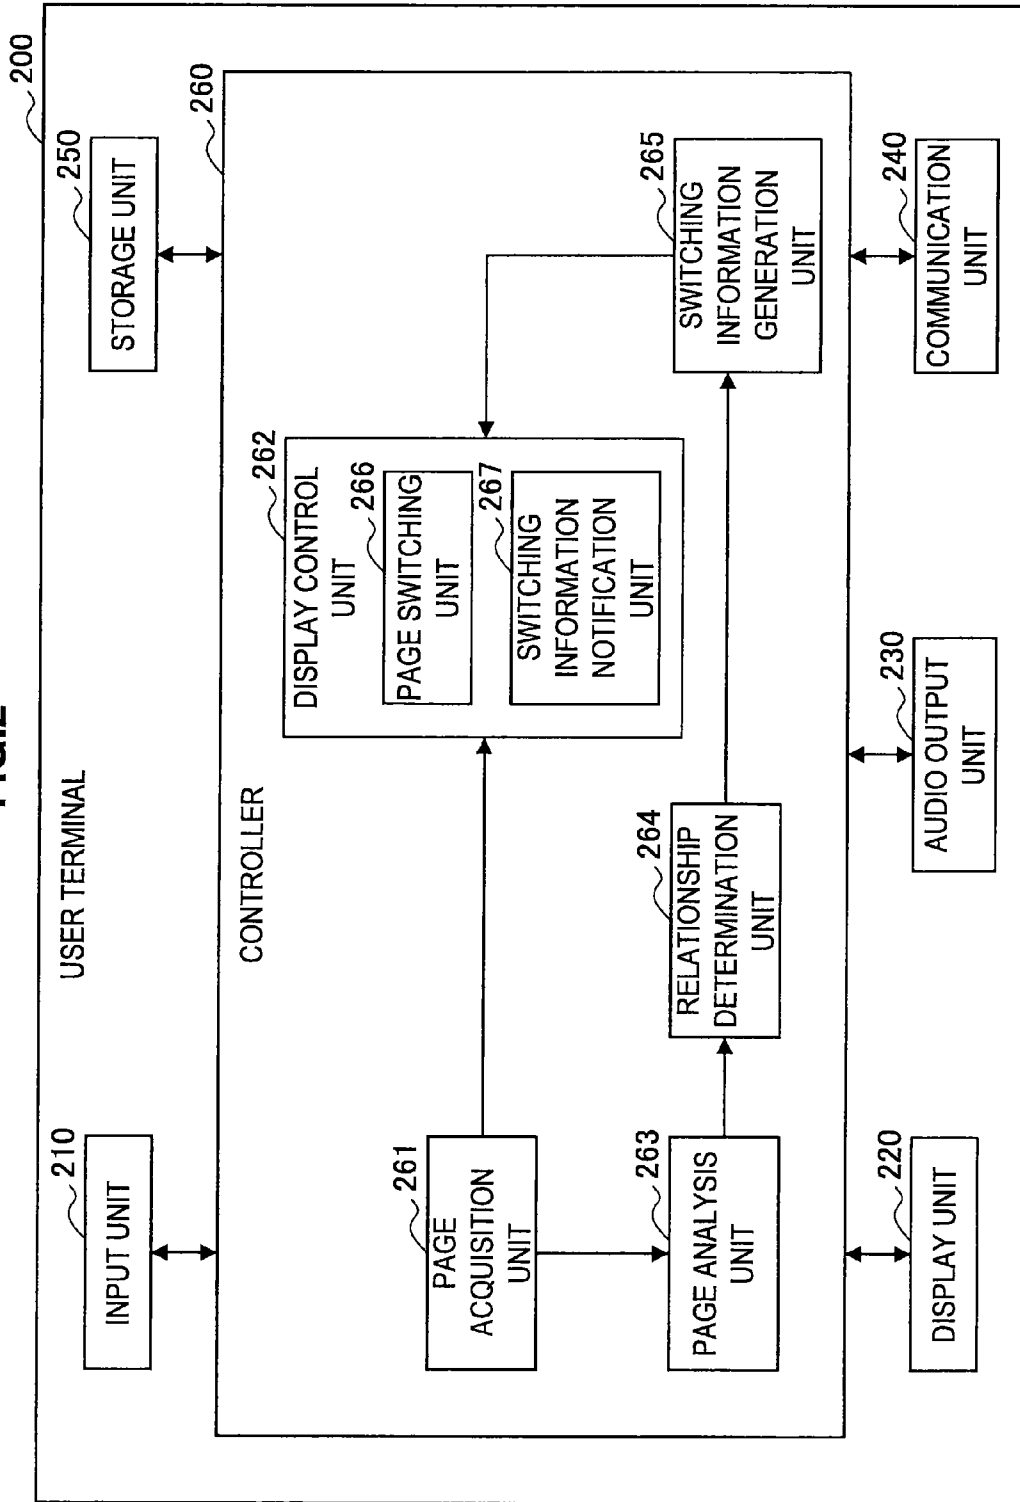 USER TERMINAL
200
INPUT UNIT
210
STORAGE UNIT
250
CONTROLLER
260
PAGE
ACQUISITION
UNIT
261
DISPLAY CONTROL
UNIT
262
PAGE SWITCHING
UNIT
266
SWITCHING
INFORMATION
NOTIFICATION
UNIT
267
PAGE ANALYSIS
UNIT
263
RELATIONSHIP
DETERMINATION
UNIT
264
SWITCHING
INFORMATION
GENERATION
UNIT
265
DISPLAY UNIT
220
AUDIO OUTPUT
UNIT
230
COMMUNICATION
UNIT
240